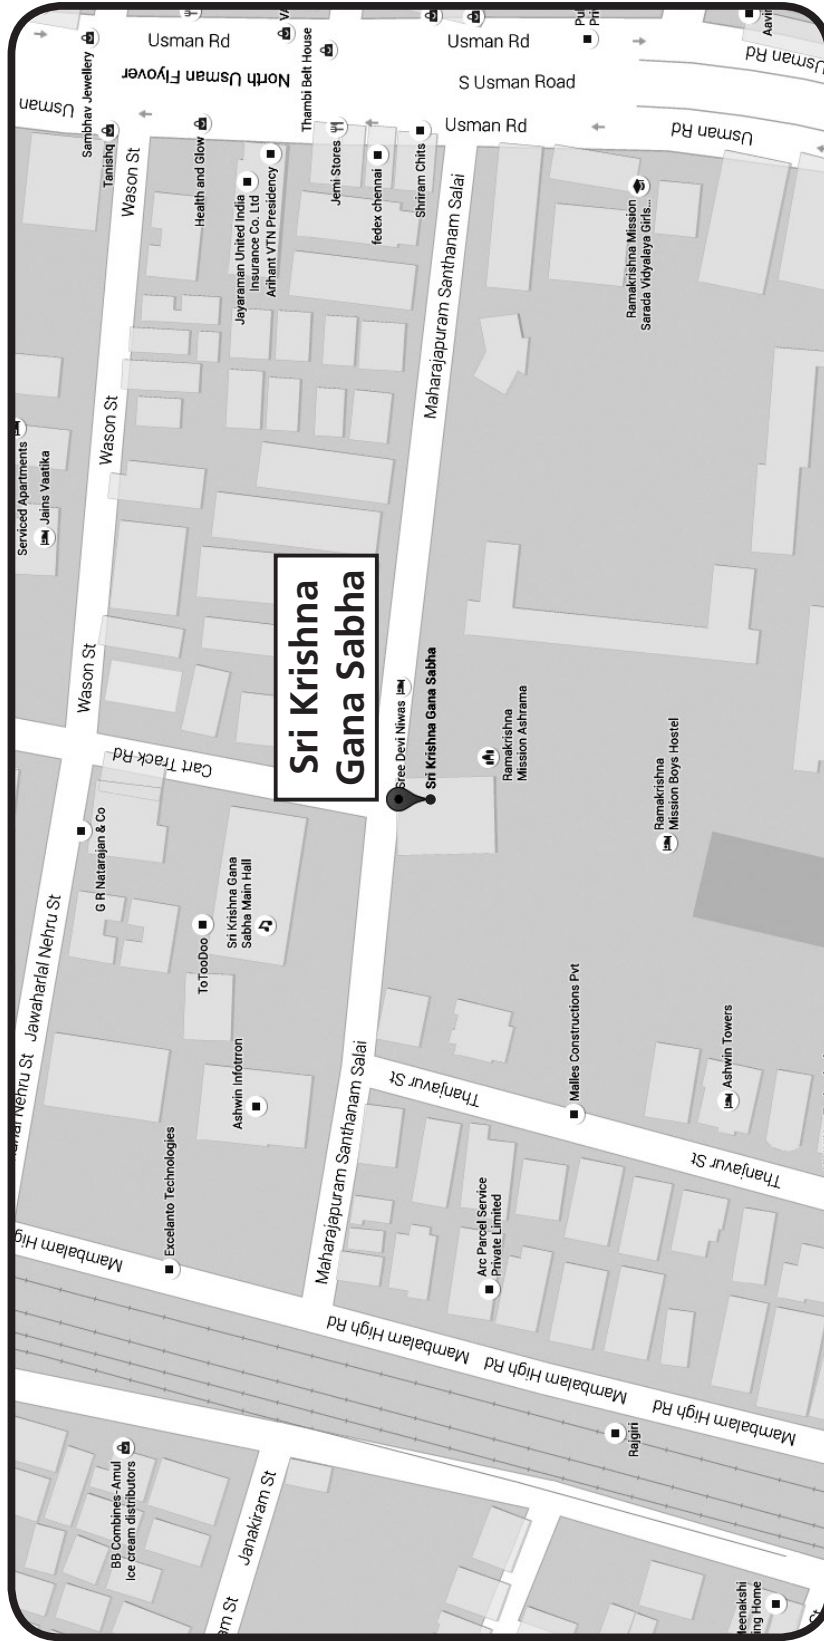 Usman Rd
Usman Rd
Usman Rd
North Usman Flyover
S Usman Road
Usman
Usman Rd
Usman Rd
Sambhav Jewellery
Tanishq
Wason St
Health and Glow
Jayaraman United India
Insurance Co. Ltd
Arihant VTN Presidency
Thambi Belt House
Jemi Stores
fedex chennai
Shriram Chits
Maharajapuram Santhanam Salai
Ramakrishna Mission
Sarada Vidyalaya Girls...
Serviced Apartments
Jains Vaatika
Wason St
Wason St
Sri Krishna
Gana Sabha
Sree Devi Niwas
Sri Krishna Gana Sabha
Ramakrishna
Mission Ashrama
Ramakrishna
Mission Boys Hostel
Cart Track Rd
G R Natarajan & Co
Sri Krishna Gana
Sabha Main Hall
ToTooDoo
Jawaharlal Nehru St
Nehru St
Ashwin Infotrron
Excelanto Technologies
Maharajapuram Santhanam Salai
Thanjavur St
Malles Constructions Pvt
Ashwin Towers
Thanjavur St
Arc Parcel Service
Private Limited
Mambalam Hig
Mambalam High Rd
Mambalam High Rd
Mambalam High Rd
Rajgiri
BB Combines-Amul
Ice cream distributors
Janakiram St
St